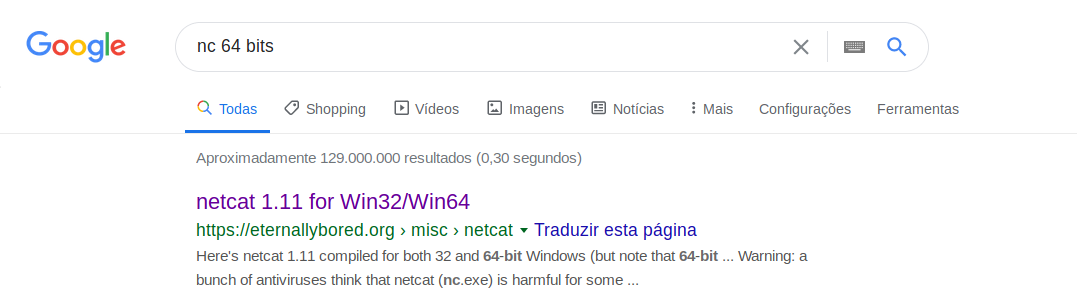 Google nc 64 bits
Todas Shopping Vídeos Imagens Notícias Mais Configurações Ferramentas
Aproximadamente 129.000.000 resultados (0,30 segundos)
netcat 1.11 for Win32/Win64
https://eternallybored.org › misc › netcat Traduzir esta página
Here's netcat 1.11 compiled for both 32 and 64-bit Windows (but note that 64-bit ... Warning: a
bunch of antiviruses think that netcat (nc.exe) is harmful for some ...